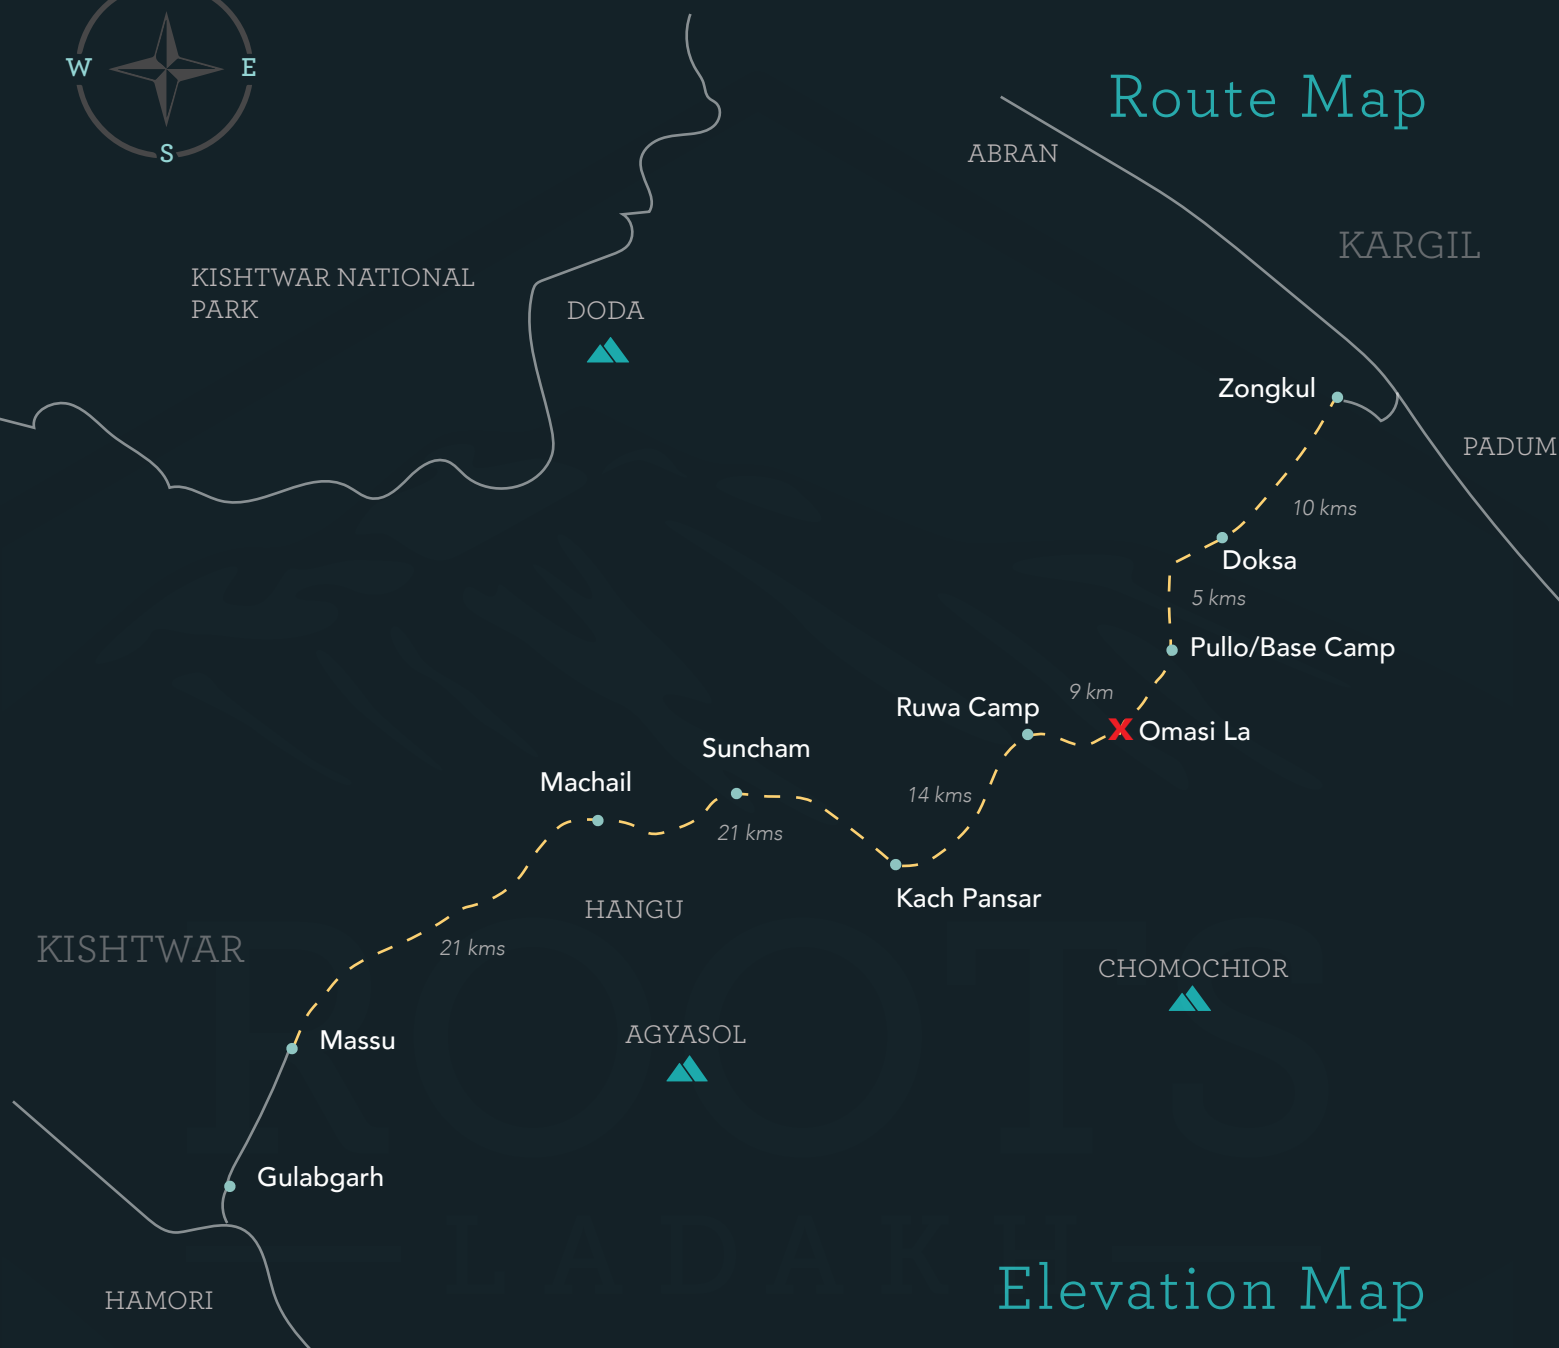 W
E
S
Route Map
ABRAN
KARGIL
KISHTWAR NATIONAL
PARK
DODA
Zongkul
PADUM
10 kms
Doksa
5 kms
Pullo/Base Camp
9 km
Ruwa Camp
X
Omasi La
Suncham
Machail
14 kms
21 kms
Kach Pansar
HANGU
KISHTWAR
21 kms
CHOMOCHIOR
AGYASOL
Massu
ROOTS
Gulabgarh
LADAKH
Elevation Map
HAMORI